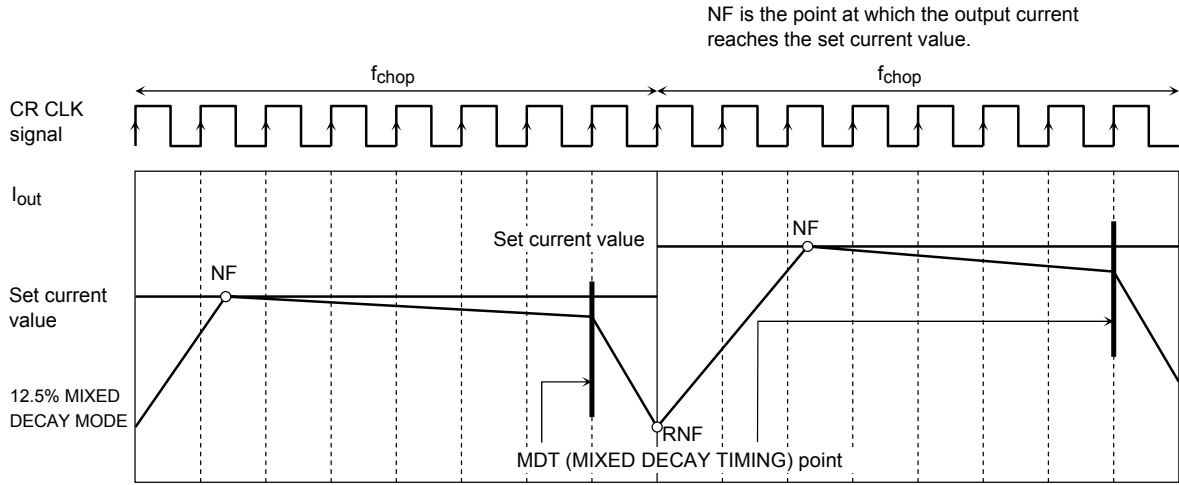 NF is the point at which the output current
reaches the set current value.
fchop
fchop
CR CLK
signal
Iout
Set current value
NF
NF
Set current
value
12.5% MIXED
DECAY MODE
RNF
MDT (MIXED DECAY TIMING) point